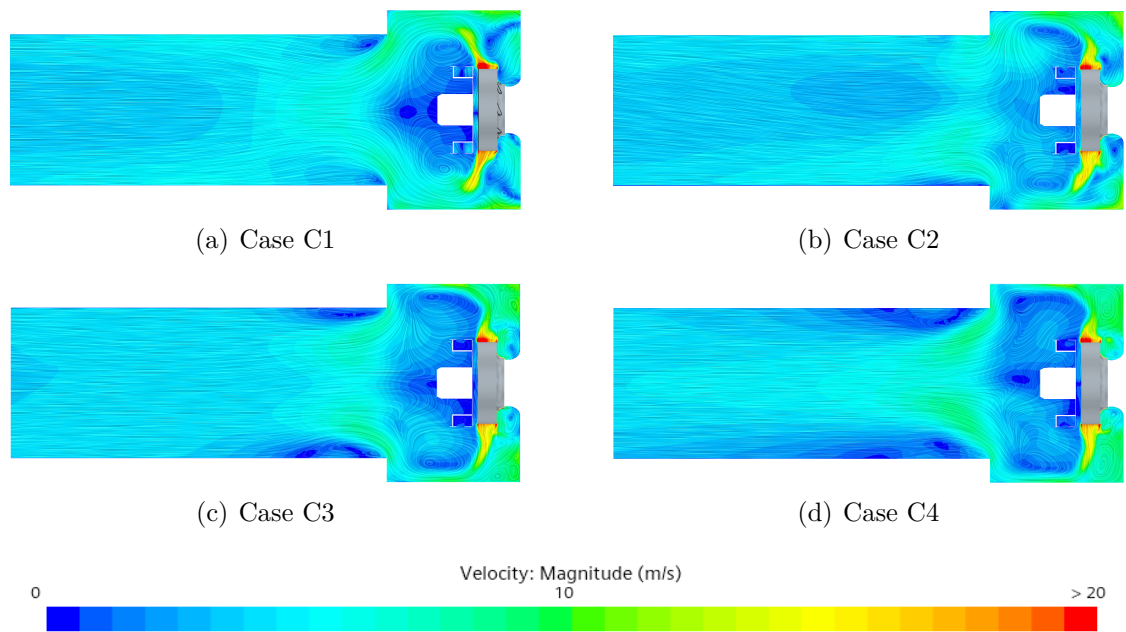 (a) Case C1
(b) Case C2
(c) Case C3
(d) Case C4
Velocity: Magnitude (m/s)
0 10 > 20